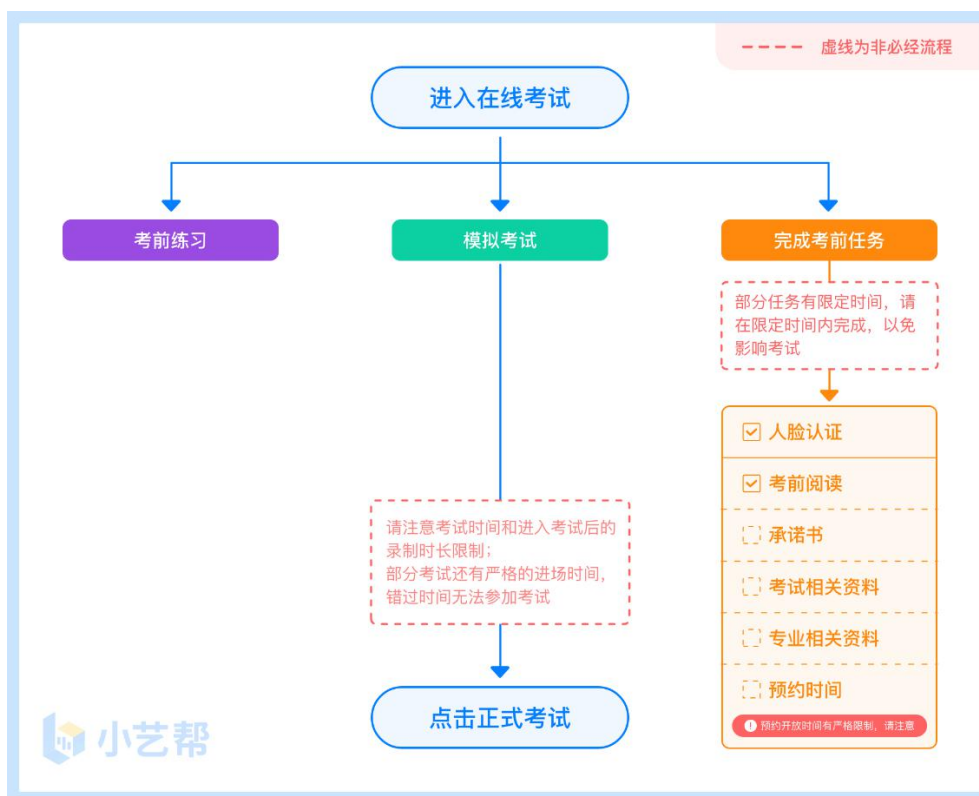 虚线为非必经流程
进入在线考试
考前练习
模拟考试
完成考前任务
部分任务有限定时间，请
在限定时间内完成，以免
影响考试
人脸认证
考前阅读
承诺书
考试相关资料
专业相关资料
预约时间
预约开放时间有严格限制，请注意
请注意考试时间和进入考试后的
录制时长限制；
部分考试还有严格的进场时间，
错过时间无法参加考试
点击正式考试
小艺帮